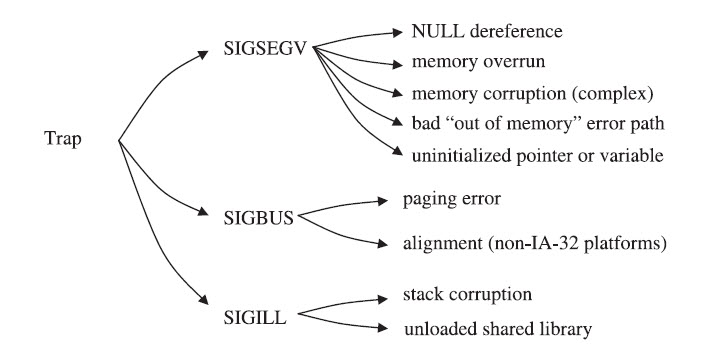 Trap
SIGSEGV
NULL dereference
memory overrun
memory corruption (complex)
bad “out of memory” error path
uninitialized pointer or variable
SIGBUS
paging error
alignment (non-IA-32 platforms)
SIGILL
stack corruption
unloaded shared library